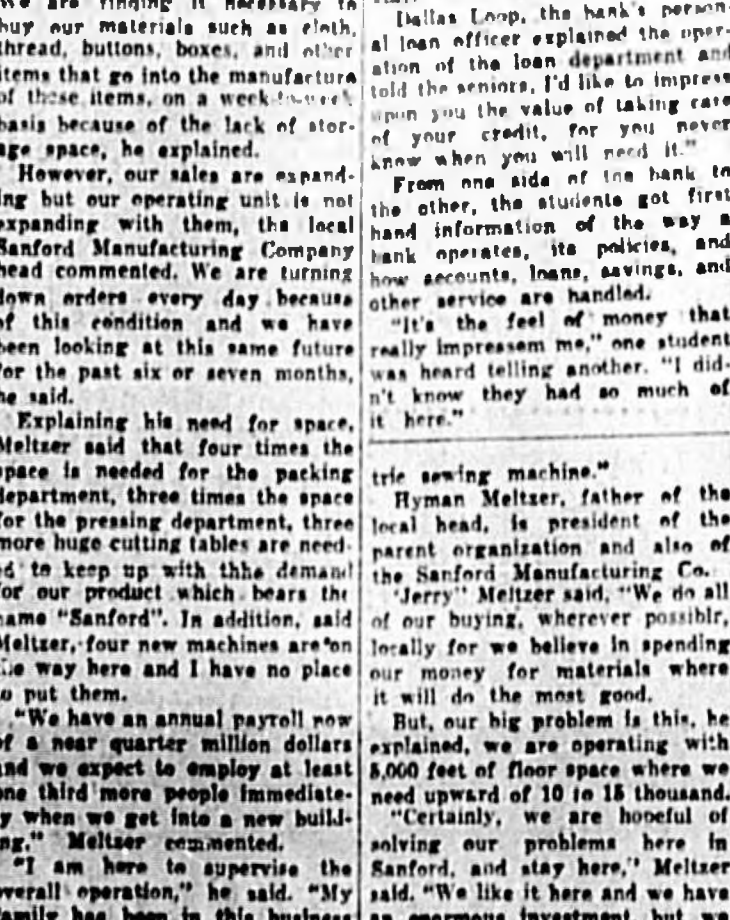 We are finding it necessary to
buy our materials such as cloth,
thread, buttons, boxes, and other
items that go into the manufacture
of these items, on a week-to-week
basis because of the lack of stor-
age space, he explained.
However, our sales are expand-
ing but our operating unit is not
expanding with them, the local
Sanford Manufacturing Company
head commented. We are turning
down orders every day because
of this condition and we have
been looking at this same future
for the past six or seven months,
he said.
Explaining his need for space,
Meltzer said that four times the
space is needed for the packing
department, three times the space
for the pressing department, three
more huge cutting tables are need-
ed to keep up with thhe demand
for our product which bears the
name "Sanford". In addition, said
Meltzer, four new machines are on
the way here and I have no place
to put them.
"We have an annual payroll now
of a near quarter million dollars
and we expect to employ at least
one third more people immediate-
ly when we get into a new build-
ing," Meltzer commented.
"I am here to supervise the
overall operation," he said. "My
family has been in this business
Dallas Loop, the bank's person-
al loan officer explained the oper-
ation of the loan department and
told the seniors, I'd like to impress
upon you the value of taking care
of your credit, for you never
know when you will need it."
From one side of the bank to
the other, the students got first
hand information of the way a
bank operates, its policies, and
how accounts, loans, savings, and
other service are handled.
"It's the feel of money that
really impressem me," one student
was heard telling another. "I did-
n't know they had so much of
it here."
tric sewing machine."
Hyman Meltzer, father of the
local head, is president of the
parent organization and also of
the Sanford Manufacturing Co.
'Jerry" Meltzer said, "We do all
of our buying, wherever possiblr,
locally for we believe in spending
our money for materials where
it will do the most good.
But, our big problem is this, he
explained, we are operating with
5,000 feet of floor space where we
need upward of 10 to 15 thousand.
"Certainly, we are hopeful of
solving our problems here in
Sanford, and stay here," Meltzer
said. "We like it here and we have
an enormous investment but we